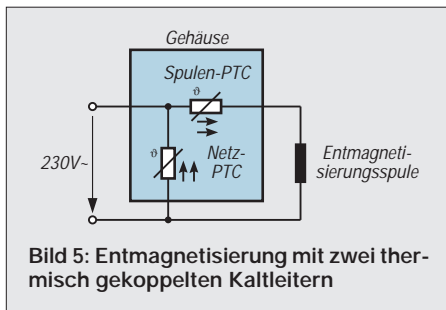 Gehäuse
Spulen-PTC
ϑ
ϑ
230V~
Netz-
PTC
Entmagneti-
sierungsspule
Bild 5: Entmagnetisierung mit zwei ther-
misch gekoppelten Kaltleitern